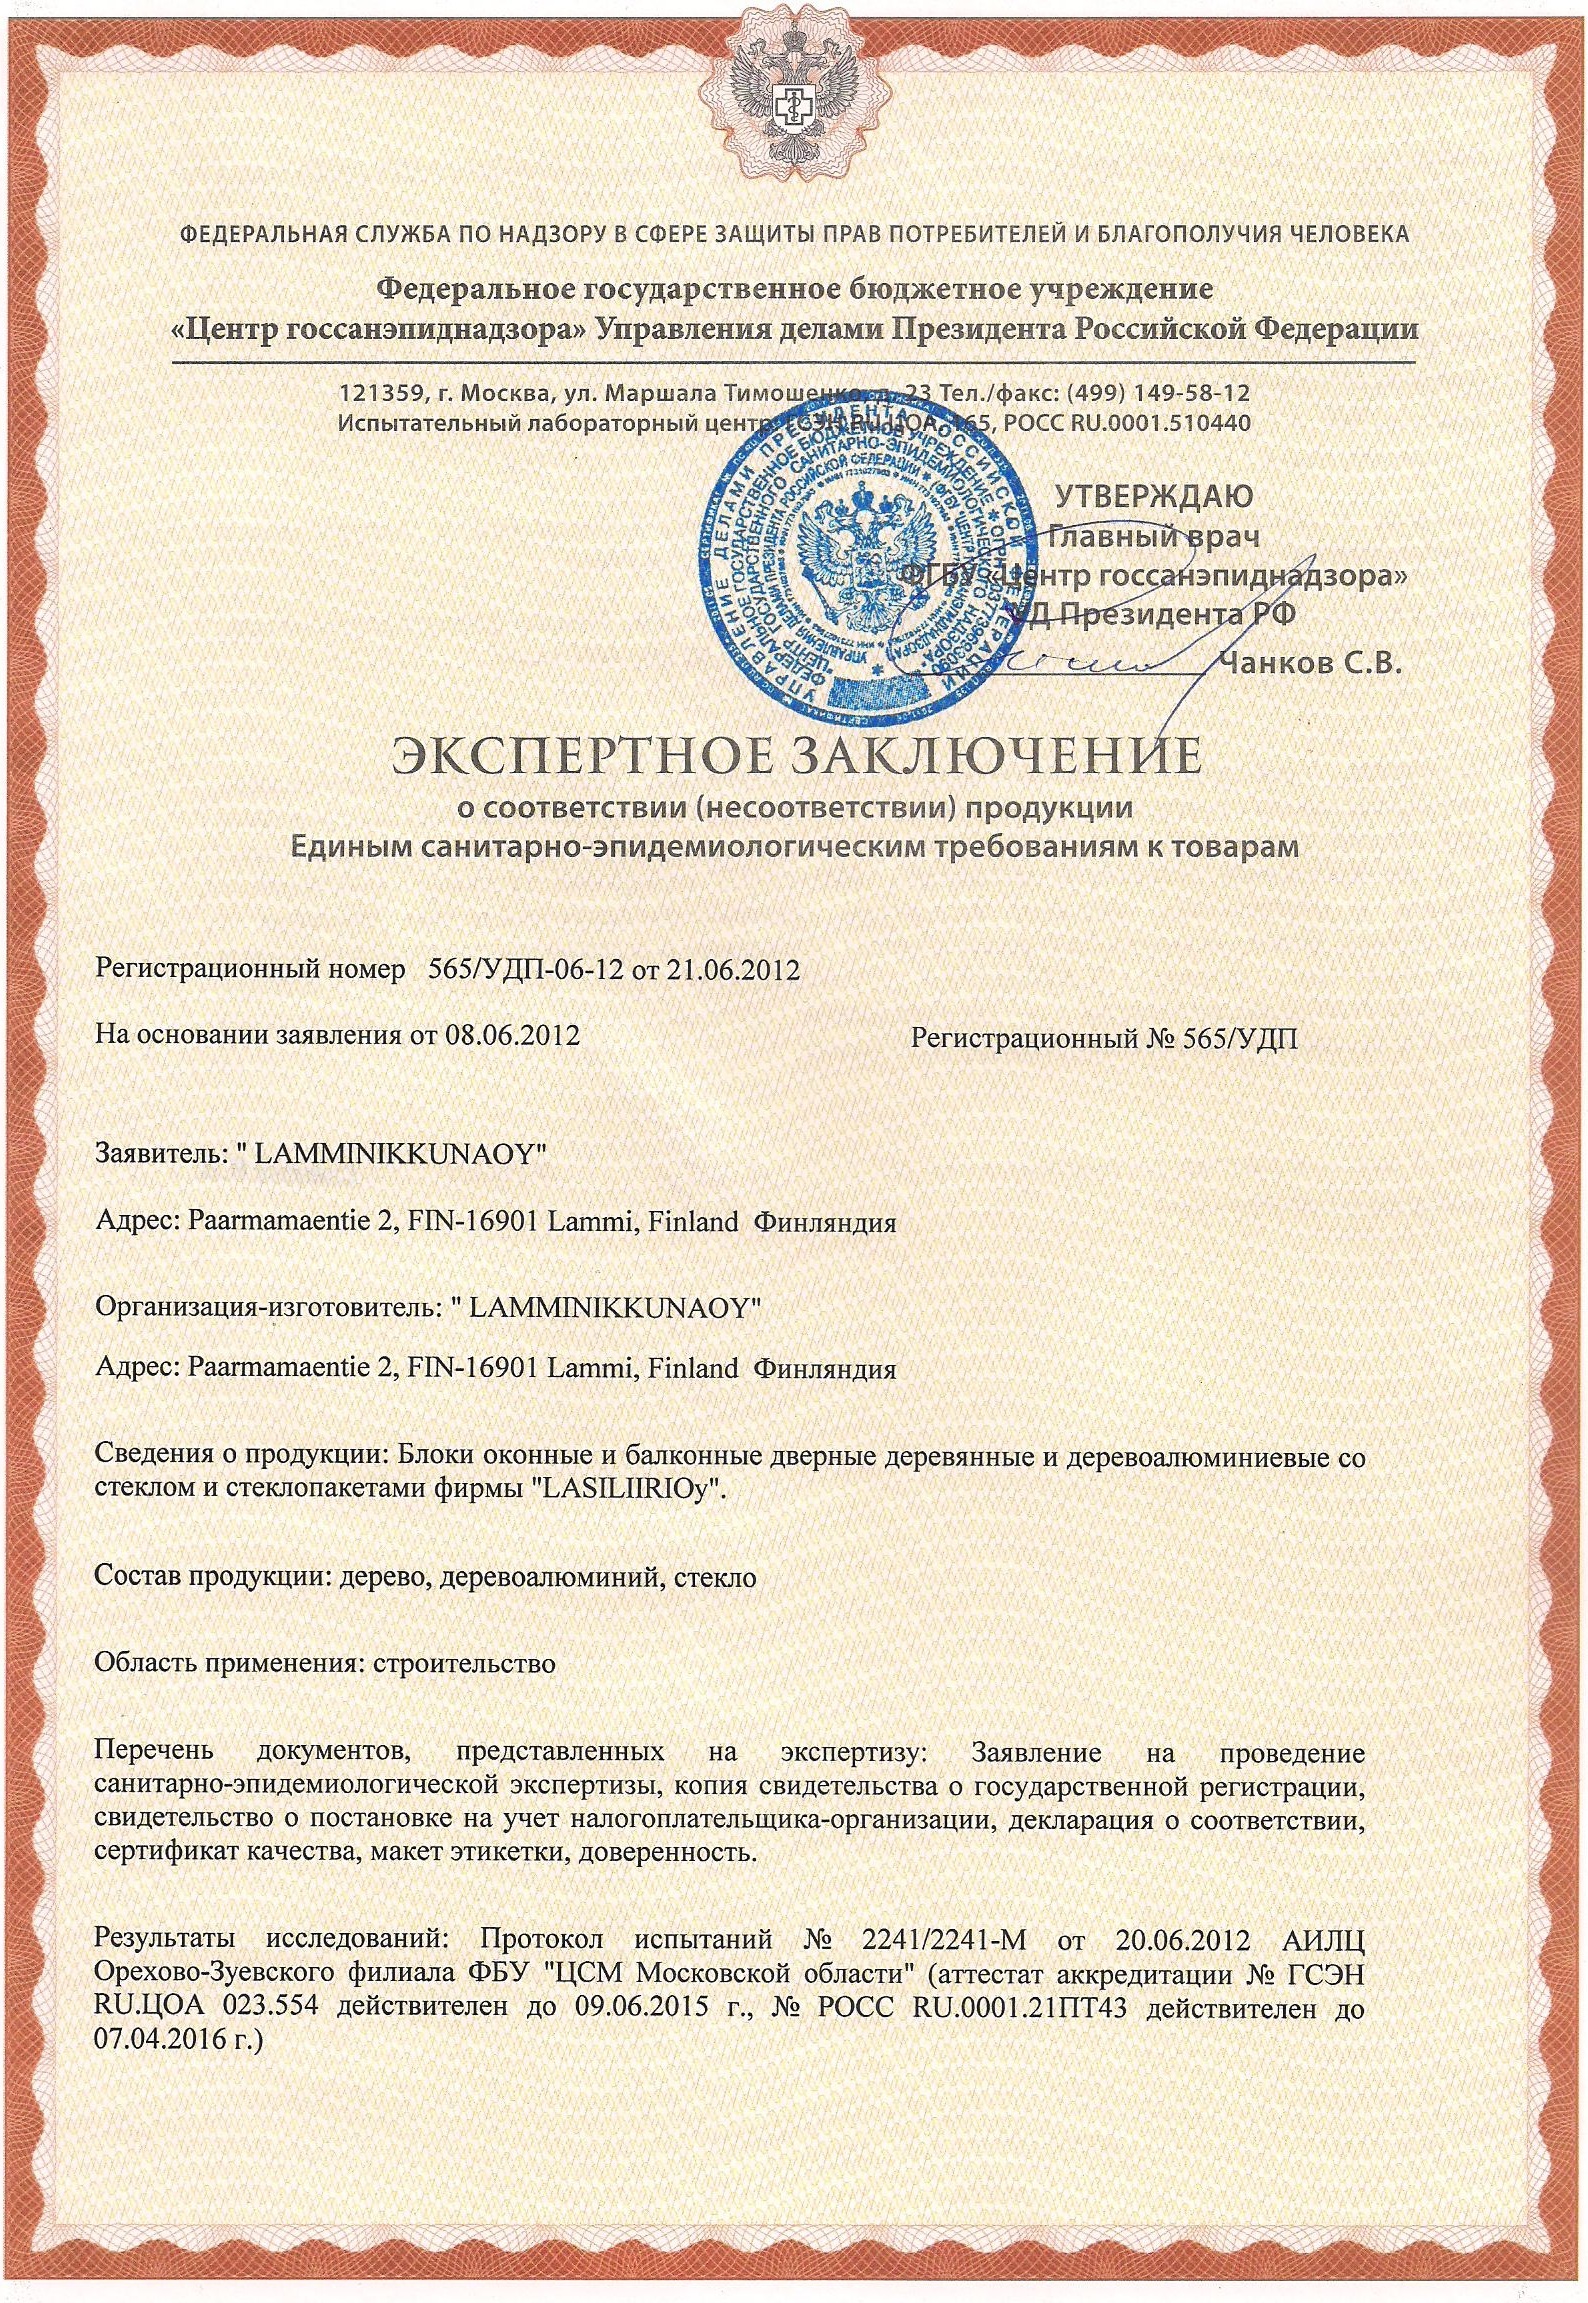 ФЕДЕРАЛЬНАЯ СЛУЖБА ПО НАДЗОРУ В СФЕРЕ ЗАЩИТЫ ПРАВ ПОТРЕБИТЕЛЕЙ И БЛАГОПОЛУЧИЯ ЧЕЛОВЕКА
Федеральное государственное бюджетное учреждение
«Центр госсанэпиднадзора» Управления делами Президента Российской Федерации
121359, г. Москва, ул. Маршала Тимошенко, д. 23 Тел./факс: (499) 149-58-12
Испытательный лабораторный центр: ГСЭН.RU.ЦОА. 165, РОСС RU.0001.510440
УТВЕРЖДАЮ
Главный врач
ФГБУ «Центр госсанэпиднадзора»
УД Президента РФ
Чанков С.В.
ЭКСПЕРТНОЕ ЗАКЛЮЧЕНИЕ
о соответствии (несоответствии) продукции
Единым санитарно-эпидемиологическим требованиям к товарам
Регистрационный номер 565/УДП-06-12 от 21.06.2012
На основании заявления от 08.06.2012 Регистрационный № 565/УДП
Заявитель: " LAMMINIKKUNAOY"
Адрес: Paarmamaentie 2, FIN-16901 Lammi, Finland Финляндия
Организация-изготовитель: " LAMMINIKKUNAOY"
Адрес: Paarmamaentie 2, FIN-16901 Lammi, Finland Финляндия
Сведения о продукции: Блоки оконные и балконные дверные деревянные и деревоалюминиевые со
стеклом и стеклопакетами фирмы "LASILIIRIOy".
Состав продукции: дерево, деревоалюминий, стекло
Область применения: строительство
Перечень документов, представленных на экспертизу: Заявление на проведение
санитарно-эпидемиологической экспертизы, копия свидетельства о государственной регистрации,
свидетельство о постановке на учет налогоплательщика-организации, декларация о соответствии,
сертификат качества, макет этикетки, доверенность.
Результаты исследований: Протокол испытаний № 2241/2241-М от 20.06.2012 АИЛЦ
Орехово-Зуевского филиала ФБУ "ЦСМ Московской области" (аттестат аккредитации № ГСЭН
RU.ЦОА 023.554 действителен до 09.06.2015 г., № РОСС RU.0001.21ПТ43 действителен до
07.04.2016 г.)